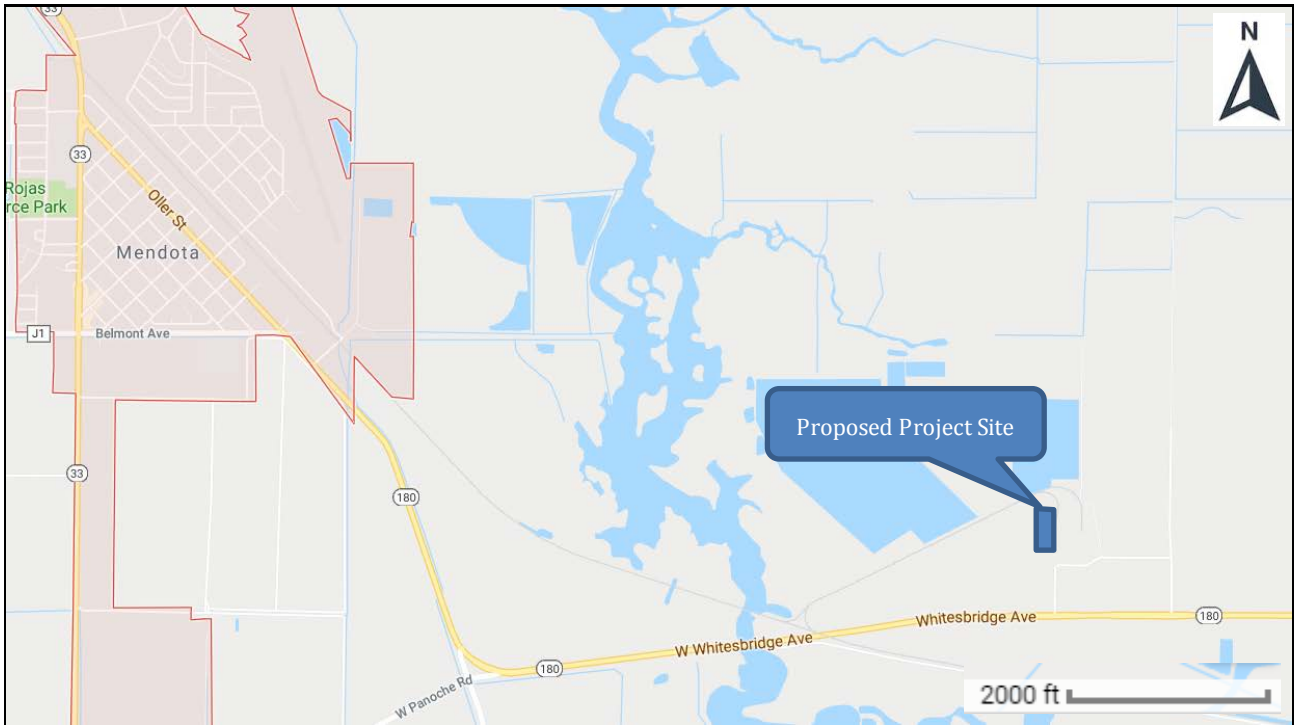 33
N
33
Rojas
rce Park
Oller St
Mendota
J1
Belmont Ave
Proposed Project Site
33
180
Whitesbridge Ave
180
W Whitesbridge Ave
180
W Panoche Rd
2000 ft